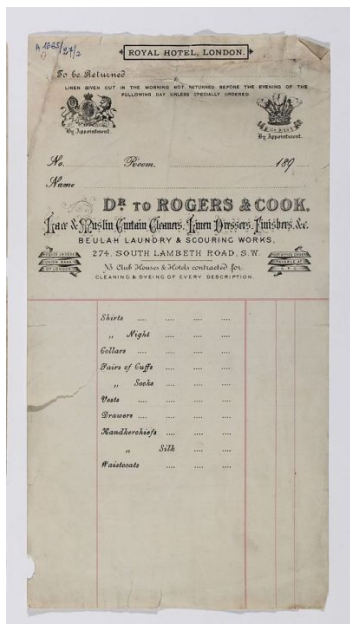 A 1065/27/2
ROYAL HOTEL, LONDON.
To be Returned
LINEN GIVEN OUT IN THE MORNING NOT RETURNED BEFORE THE EVENING OF THE
FOLLOWING DAY UNLESS SPECIALLY ORDERED.
By Appointment. By Appointment.
No. Room. 189
Name
DR TO ROGERS & COOK,
Lace & Muslin Curtain Cleaners, Linen Dressers, Finishers, &c.
BEULAH LAUNDRY & SCOURING WORKS,
274, SOUTH LAMBETH ROAD, S.W.
Club Houses & Hotels contracted for.
CLEANING & DYEING OF EVERY DESCRIPTION.
Shirts .... .... .... ....
„ Night .... .... ....
Collars .... .... .... ....
Pairs of Cuffs .... .... ....
„ Socks .... .... ....
Vests .... .... .... ....
Drawers .... .... .... ....
Handkerchiefs .... .... ....
„ Silk .... ....
Waistcoats .... .... ....